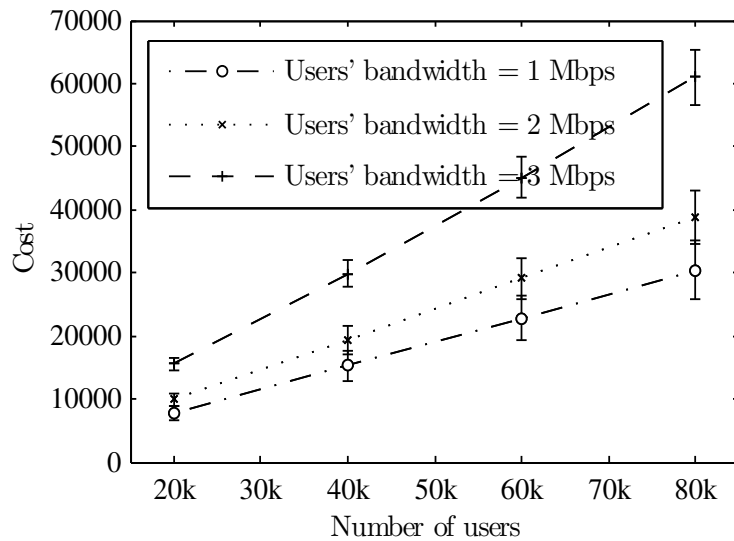 70000
60000
50000
40000
30000
20000
10000
0
Cost
Users' bandwidth = 1 Mbps
Users' bandwidth = 2 Mbps
Users' bandwidth = 3 Mbps
20k 30k 40k 50k 60k 70k 80k
Number of users